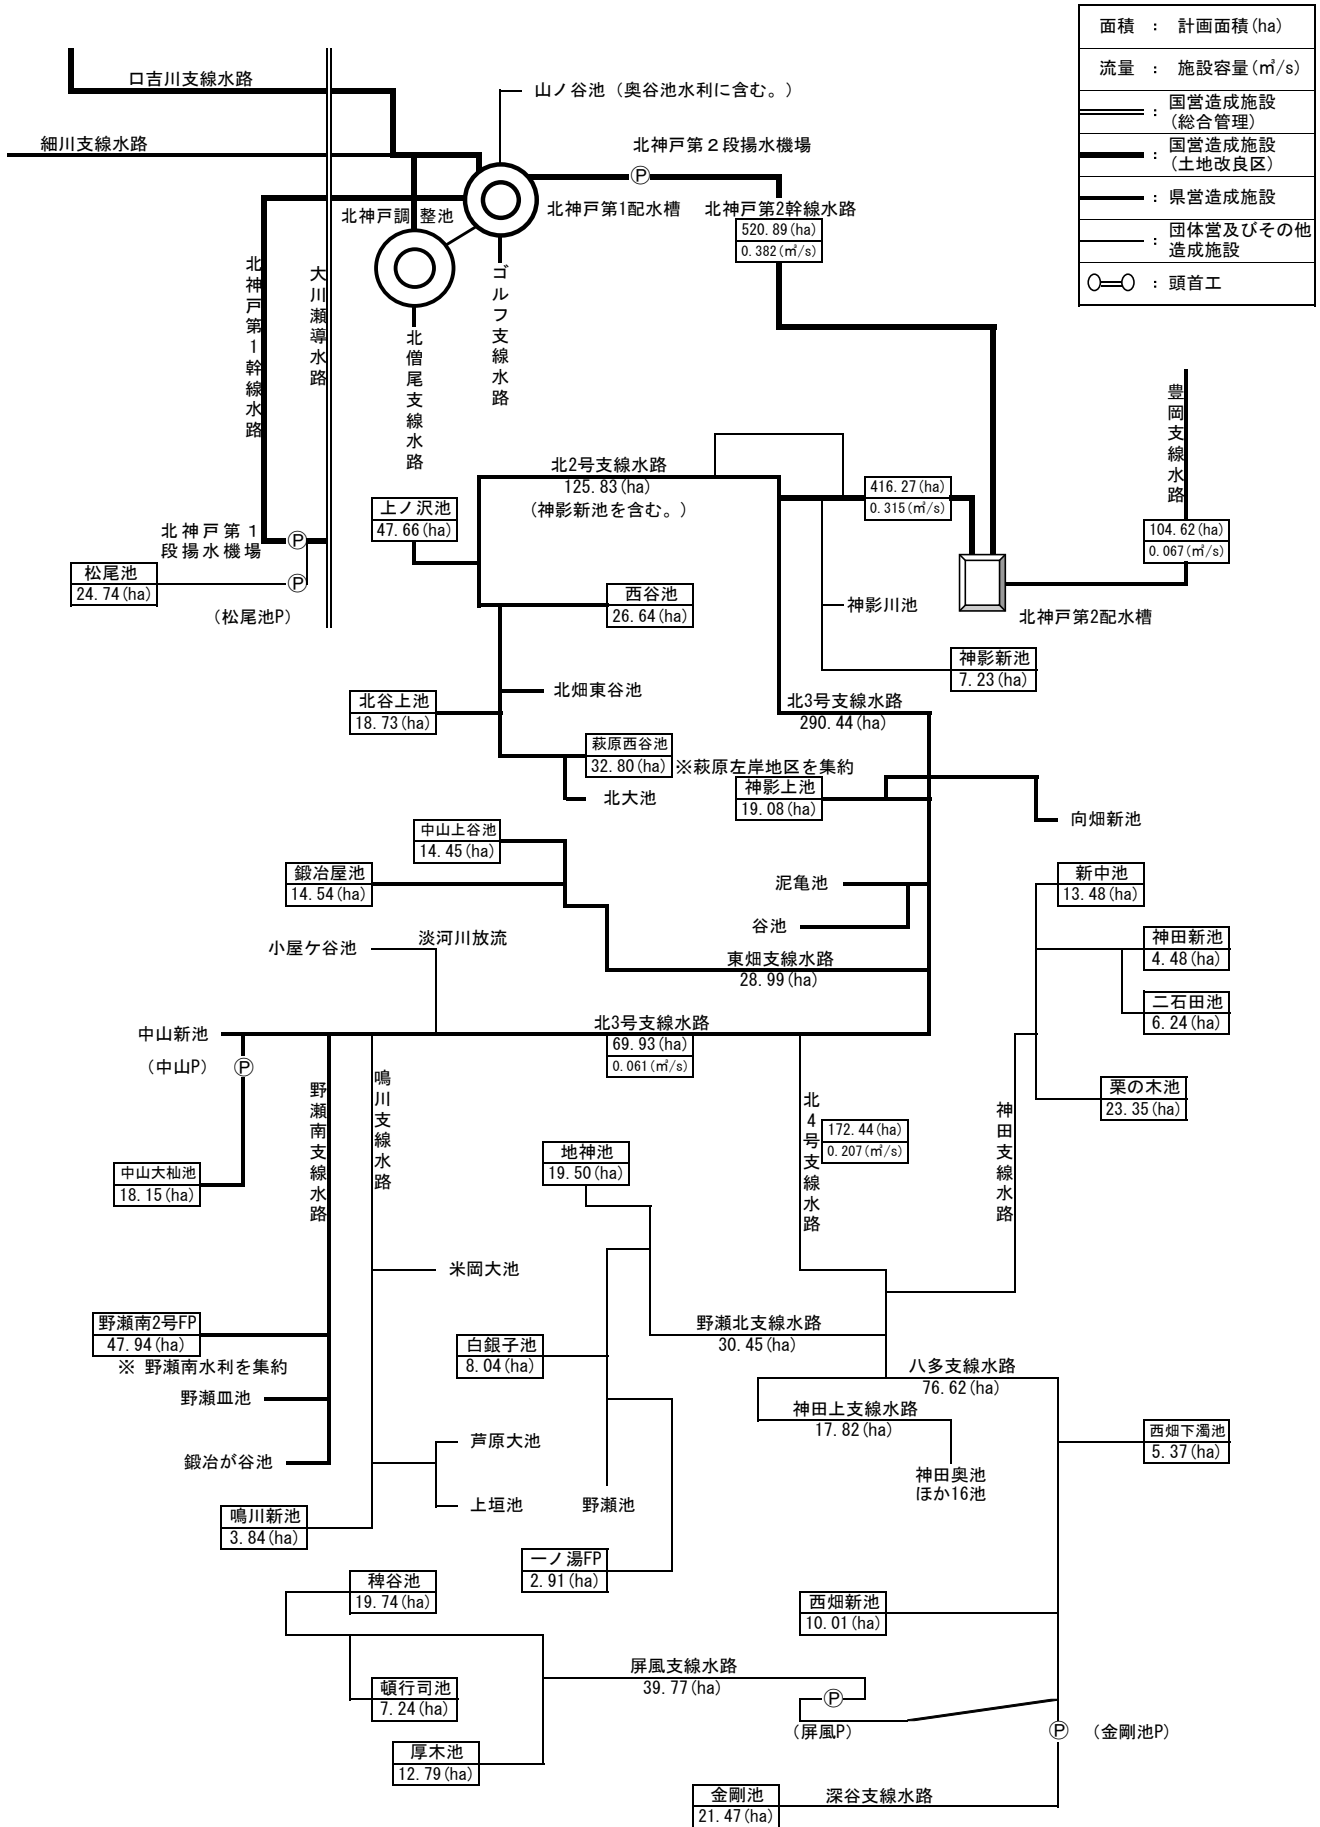 面積 : 計画面積(ha)
流量 : 施設容量(㎥/s)
: 国営造成施設
(総合管理)
: 国営造成施設
(土地改良区)
: 県営造成施設
: 団体営及びその他
造成施設
: 頭首工
口吉川支線水路
山ノ谷池（奥谷池水利に含む。）
細川支線水路
北神戸第２段揚水機場
P
北神戸調整池
北神戸第1配水槽
北神戸第2幹線水路
520.89(ha)
0.382(㎥/s)
北神戸第1幹線水路
大川瀬導水路
ゴルフ支線水路
北僧尾支線水路
豊岡支線水路
北2号支線水路
125.83(ha)
(神影新池を含む。)
416.27(ha)
0.315(㎥/s)
上ノ沢池
47.66(ha)
104.62(ha)
0.067(㎥/s)
北神戸第１
段揚水機場
P
松尾池
24.74(ha)
P
(松尾池P)
西谷池
26.64(ha)
神影川池
北神戸第2配水槽
神影新池
7.23(ha)
北畑東谷池
北谷上池
18.73(ha)
北3号支線水路
290.44(ha)
萩原西谷池
32.80(ha)
※萩原左岸地区を集約
北大池
神影上池
19.08(ha)
向畑新池
中山上谷池
14.45(ha)
鍛冶屋池
14.54(ha)
泥亀池
谷池
新中池
13.48(ha)
小屋ケ谷池
淡河川放流
東畑支線水路
28.99(ha)
神田新池
4.48(ha)
二石田池
6.24(ha)
中山新池
北3号支線水路
69.93(ha)
0.061(㎥/s)
(中山P)
P
野瀬南支線水路
鳴川支線水路
北4号支線水路
172.44(ha)
0.207(㎥/s)
神田支線水路
栗の木池
23.35(ha)
地神池
19.50(ha)
中山大杣池
18.15(ha)
米岡大池
野瀬南2号FP
47.94(ha)
※ 野瀬南水利を集約
野瀬北支線水路
30.45(ha)
白銀子池
8.04(ha)
八多支線水路
76.62(ha)
野瀬皿池
神田上支線水路
17.82(ha)
西畑下濁池
5.37(ha)
芦原大池
鍛冶が谷池
神田奥池
ほか16池
上垣池
野瀬池
鳴川新池
3.84(ha)
一ノ湯FP
2.91(ha)
稗谷池
19.74(ha)
西畑新池
10.01(ha)
屏風支線水路
39.77(ha)
頓行司池
7.24(ha)
P
(屏風P)
P
(金剛池P)
厚木池
12.79(ha)
金剛池
21.47(ha)
深谷支線水路